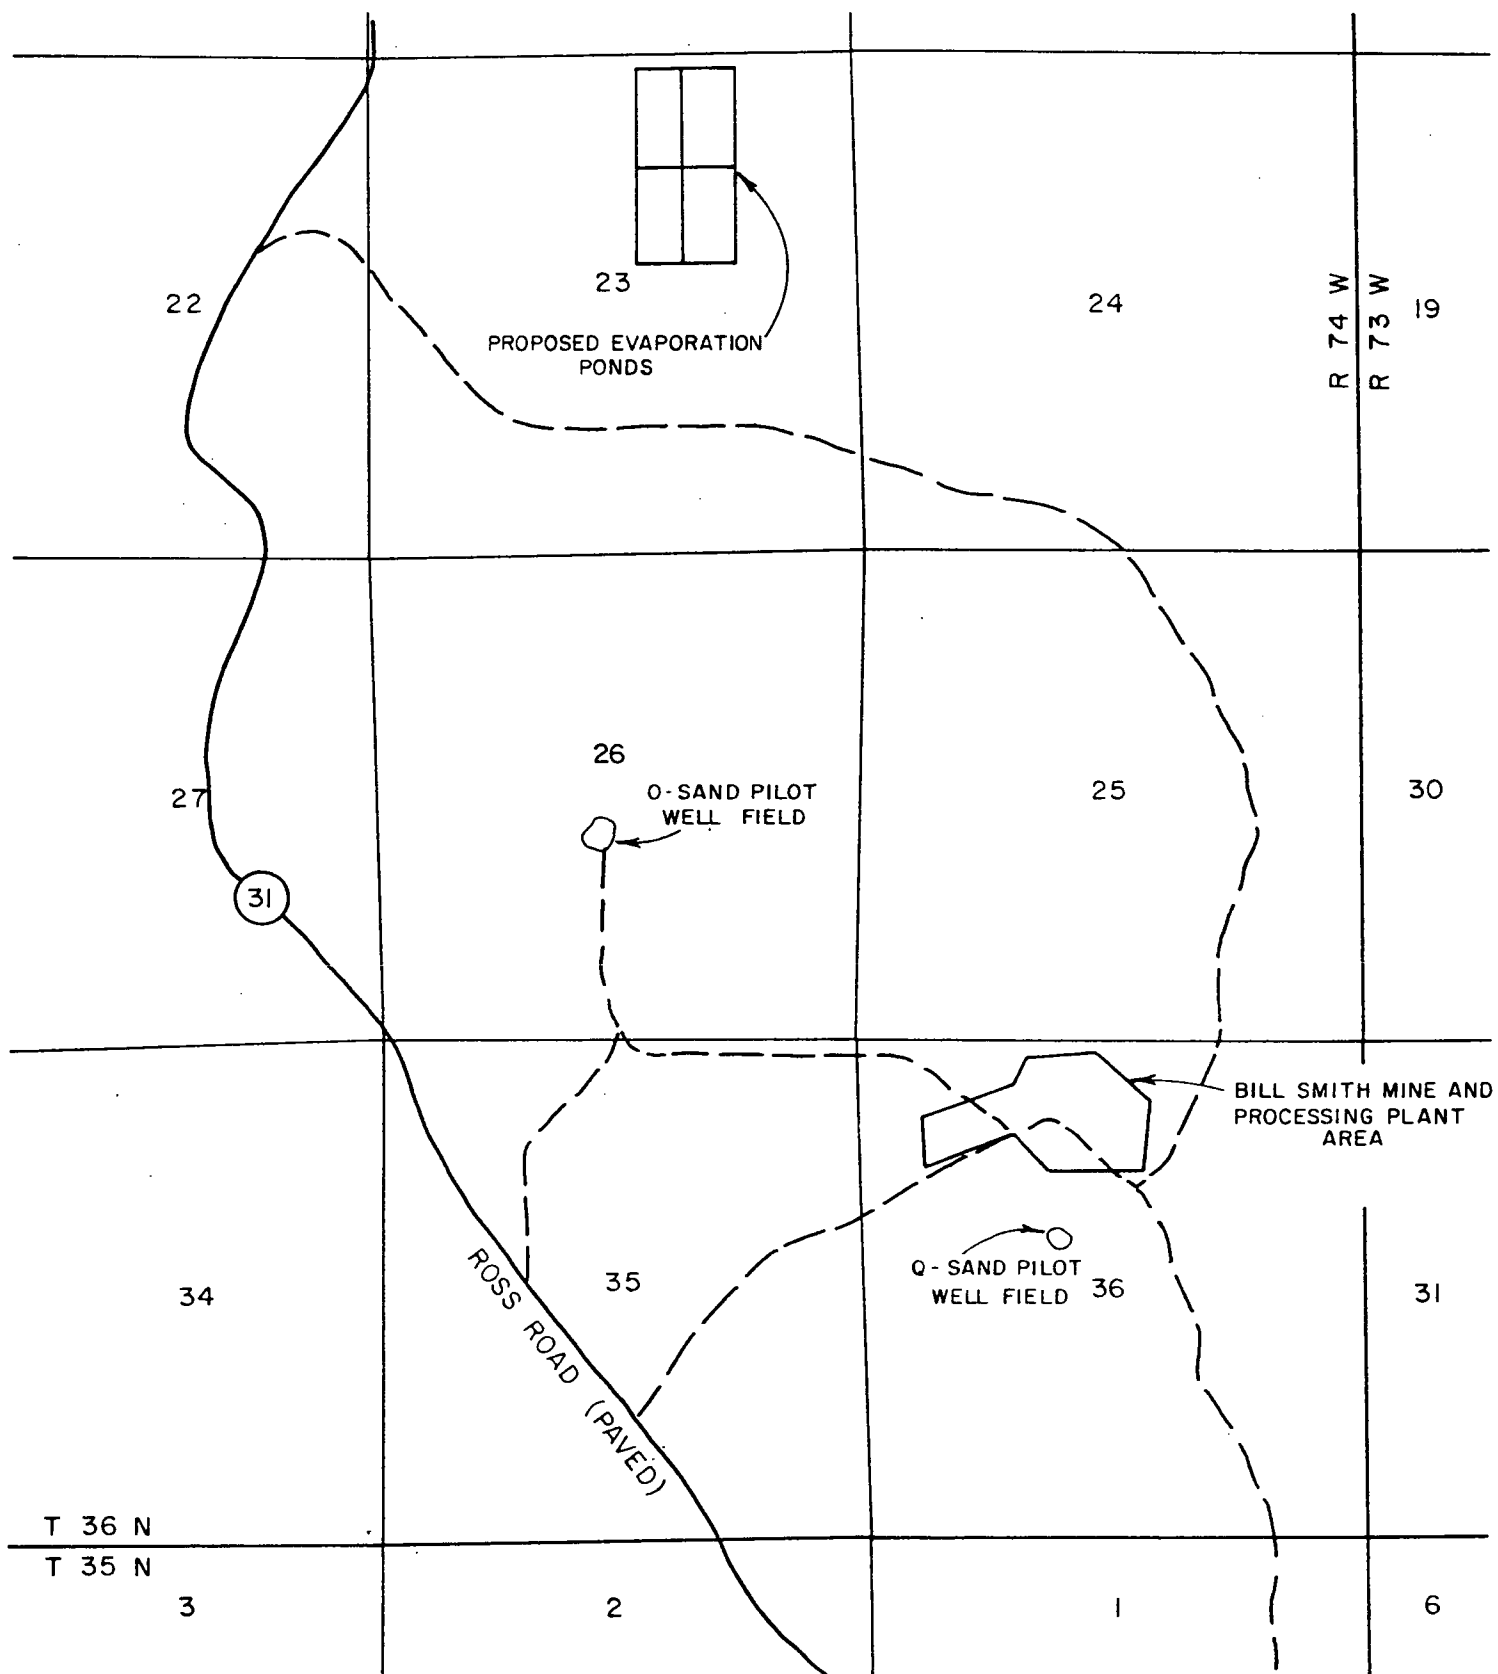 23
22
24
R 74 W
R 73 W
19
PROPOSED EVAPORATION
PONDS
26
O-SAND PILOT
WELL FIELD
27
25
30
31
BILL SMITH MINE AND
PROCESSING PLANT
AREA
Q-SAND PILOT
WELL FIELD
34
35
36
31
ROSS ROAD (PAVED)
T 36 N
T 35 N
3
2
1
6